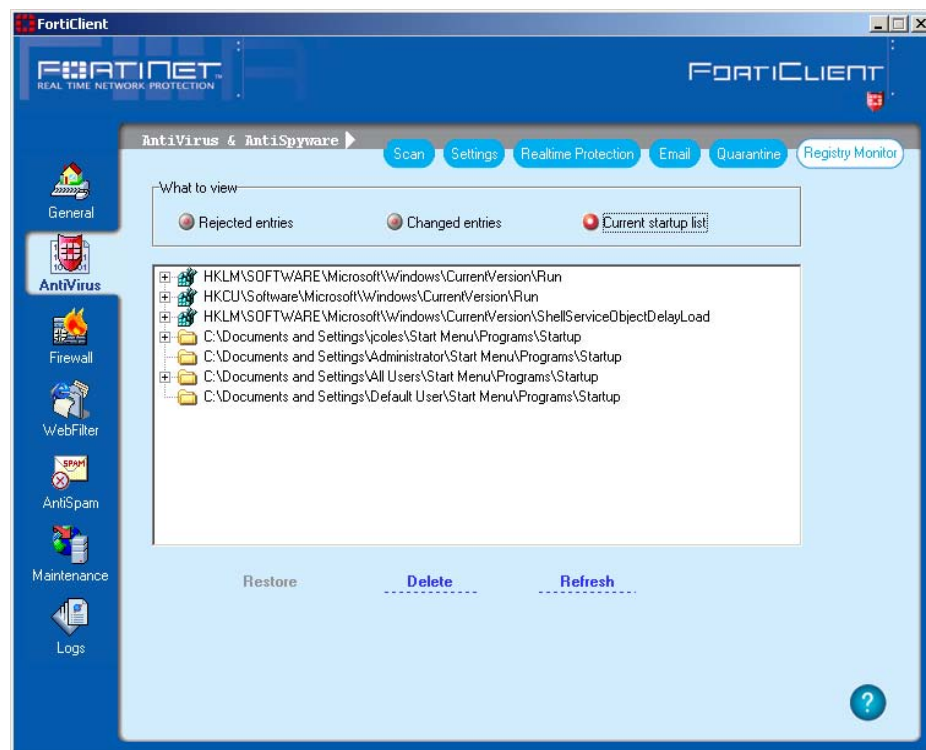 FortiClient
FORTINET
REAL TIME NETWORK PROTECTION
FORTICLIENT
AntiVirus & AntiSpyware
Scan Settings Realtime Protection Email Quarantine Registry Monitor
General
AntiVirus
Firewall
WebFilter
SPAM
AntiSpam
Maintenance
Logs
What to view
Rejected entries Changed entries Current startup list
HKLM\SOFTWARE\Microsoft\Windows\CurrentVersion\Run
HKCU\Software\Microsoft\Windows\CurrentVersion\Run
HKLM\SOFTWARE\Microsoft\Windows\CurrentVersion\ShellServiceObjectDelayLoad
C:\Documents and Settings\jcoles\Start Menu\Programs\Startup
C:\Documents and Settings\Administrator\Start Menu\Programs\Startup
C:\Documents and Settings\All Users\Start Menu\Programs\Startup
C:\Documents and Settings\Default User\Start Menu\Programs\Startup
Restore Delete Refresh
?